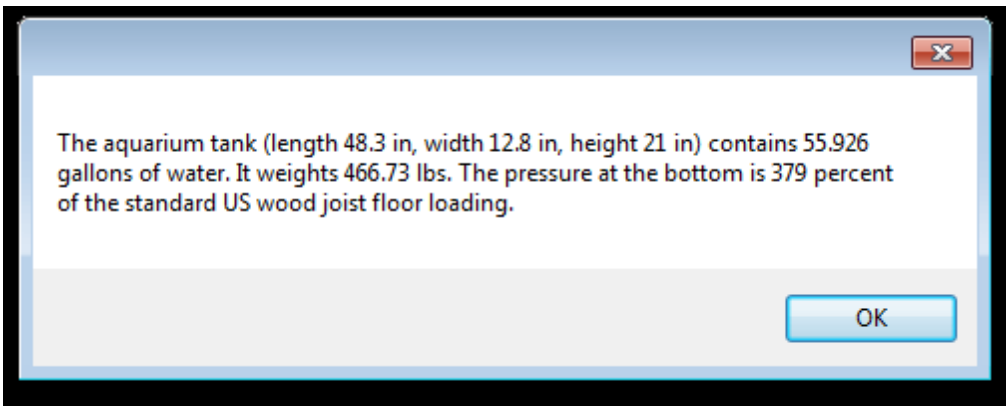 The aquarium tank (length 48.3 in, width 12.8 in, height 21 in) contains 55.926
gallons of water. It weights 466.73 lbs. The pressure at the bottom is 379 percent
of the standard US wood joist floor loading.
OK